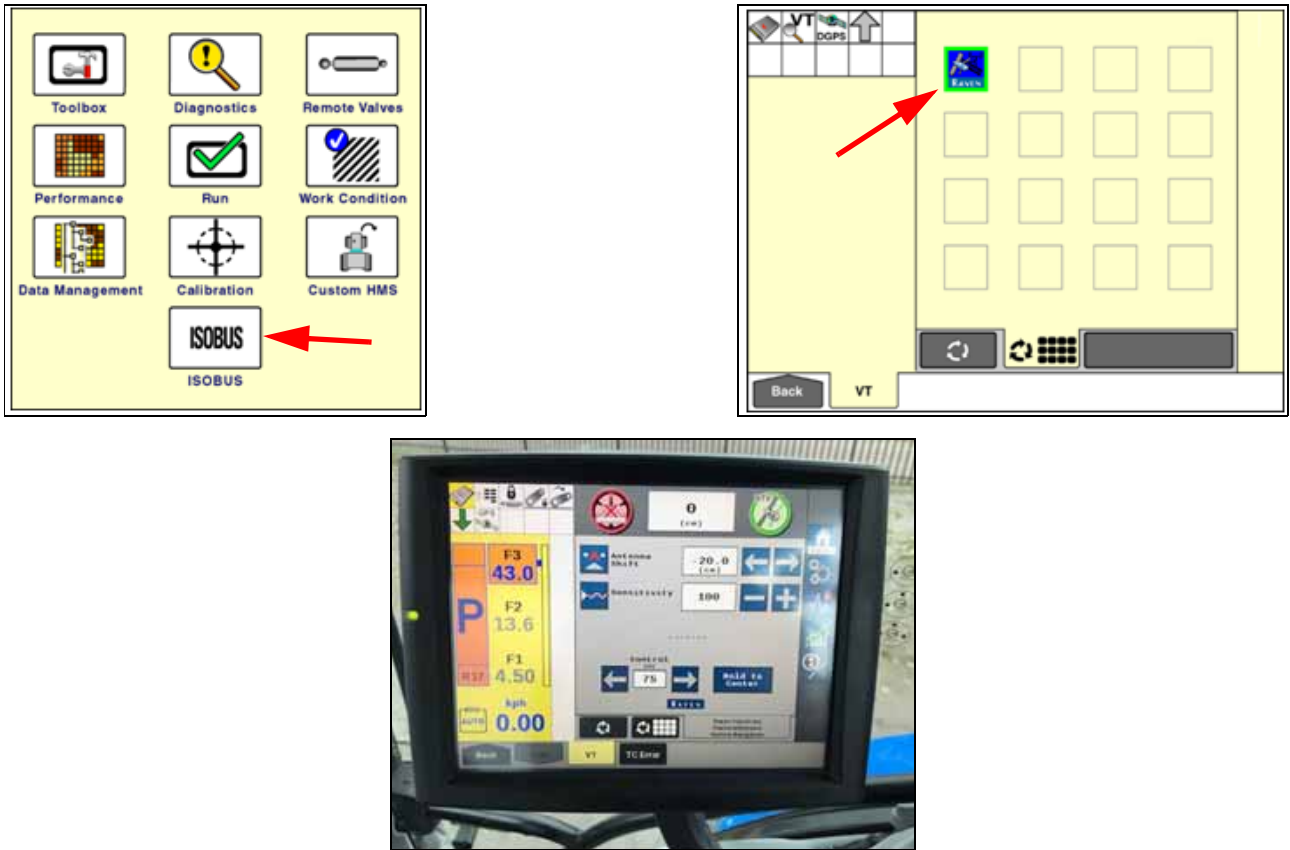 Toolbox
Diagnostics
Remote Valves
Performance
Run
Work Condition
Data Management
Calibration
Custom HMS
ISOBUS
ISOBUS
VT
DGPS
RAVEN
Back
VT
0
(cm)
F3
43.0
Antenna
Shift
-20.0
(cm)
P
F2
13.6
Sensitivity
100
F1
4.50
Control
75
Hold to
Center
RAVEN
kph
AUTO
0.00
Back
VT
TC Error